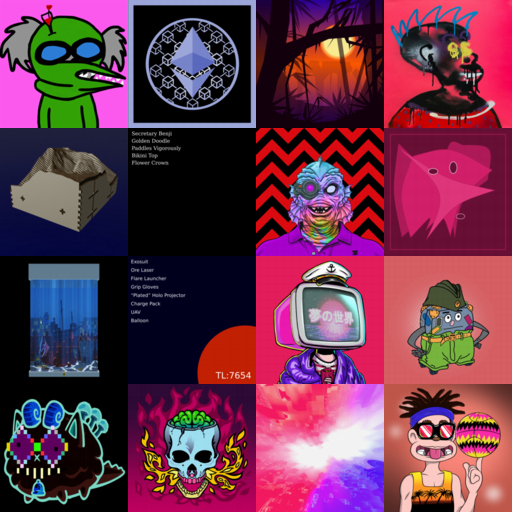 Secretary Benji
Golden Doodle
Paddles Vigorously
Bikini Top
Flower Crown
Exosuit
Ore Laser
Flare Launcher
Grip Gloves
"Plated" Holo Projector
Charge Pack
UAV
Balloon
TL:7654
夢の世界